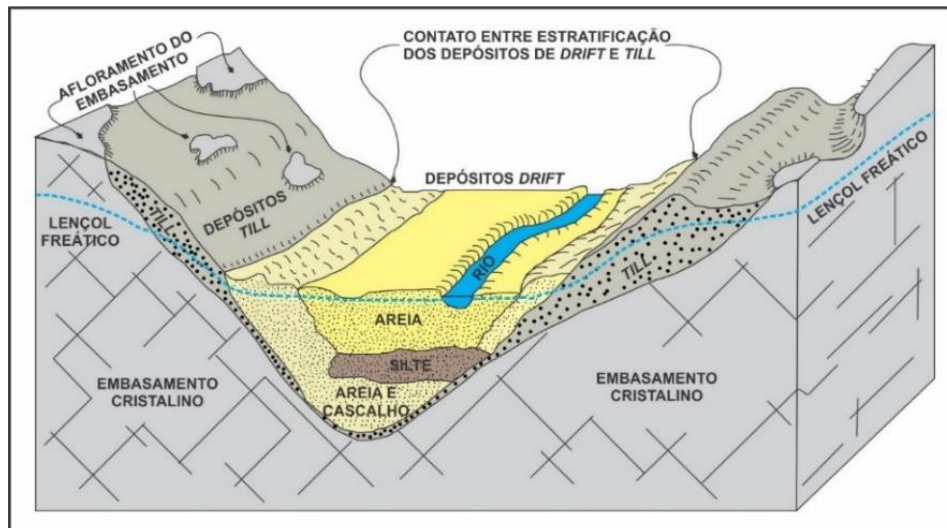 AFLORAMENTO DO
EMBASAMENTO
CONTATO ENTRE ESTRATIFICAÇÃO
DOS DEPÓSITOS DE DRIFT E TILL
DEPÓSITOS DRIFT
LENÇOL
FREÁTICO
TILL
DEPÓSITOS
TILL
RIO
TILL
LENÇOL FREÁTICO
AREIA
SILTE
AREIA E
CASCALHO
EMBASAMENTO
CRISTALINO
EMBASAMENTO
CRISTALINO